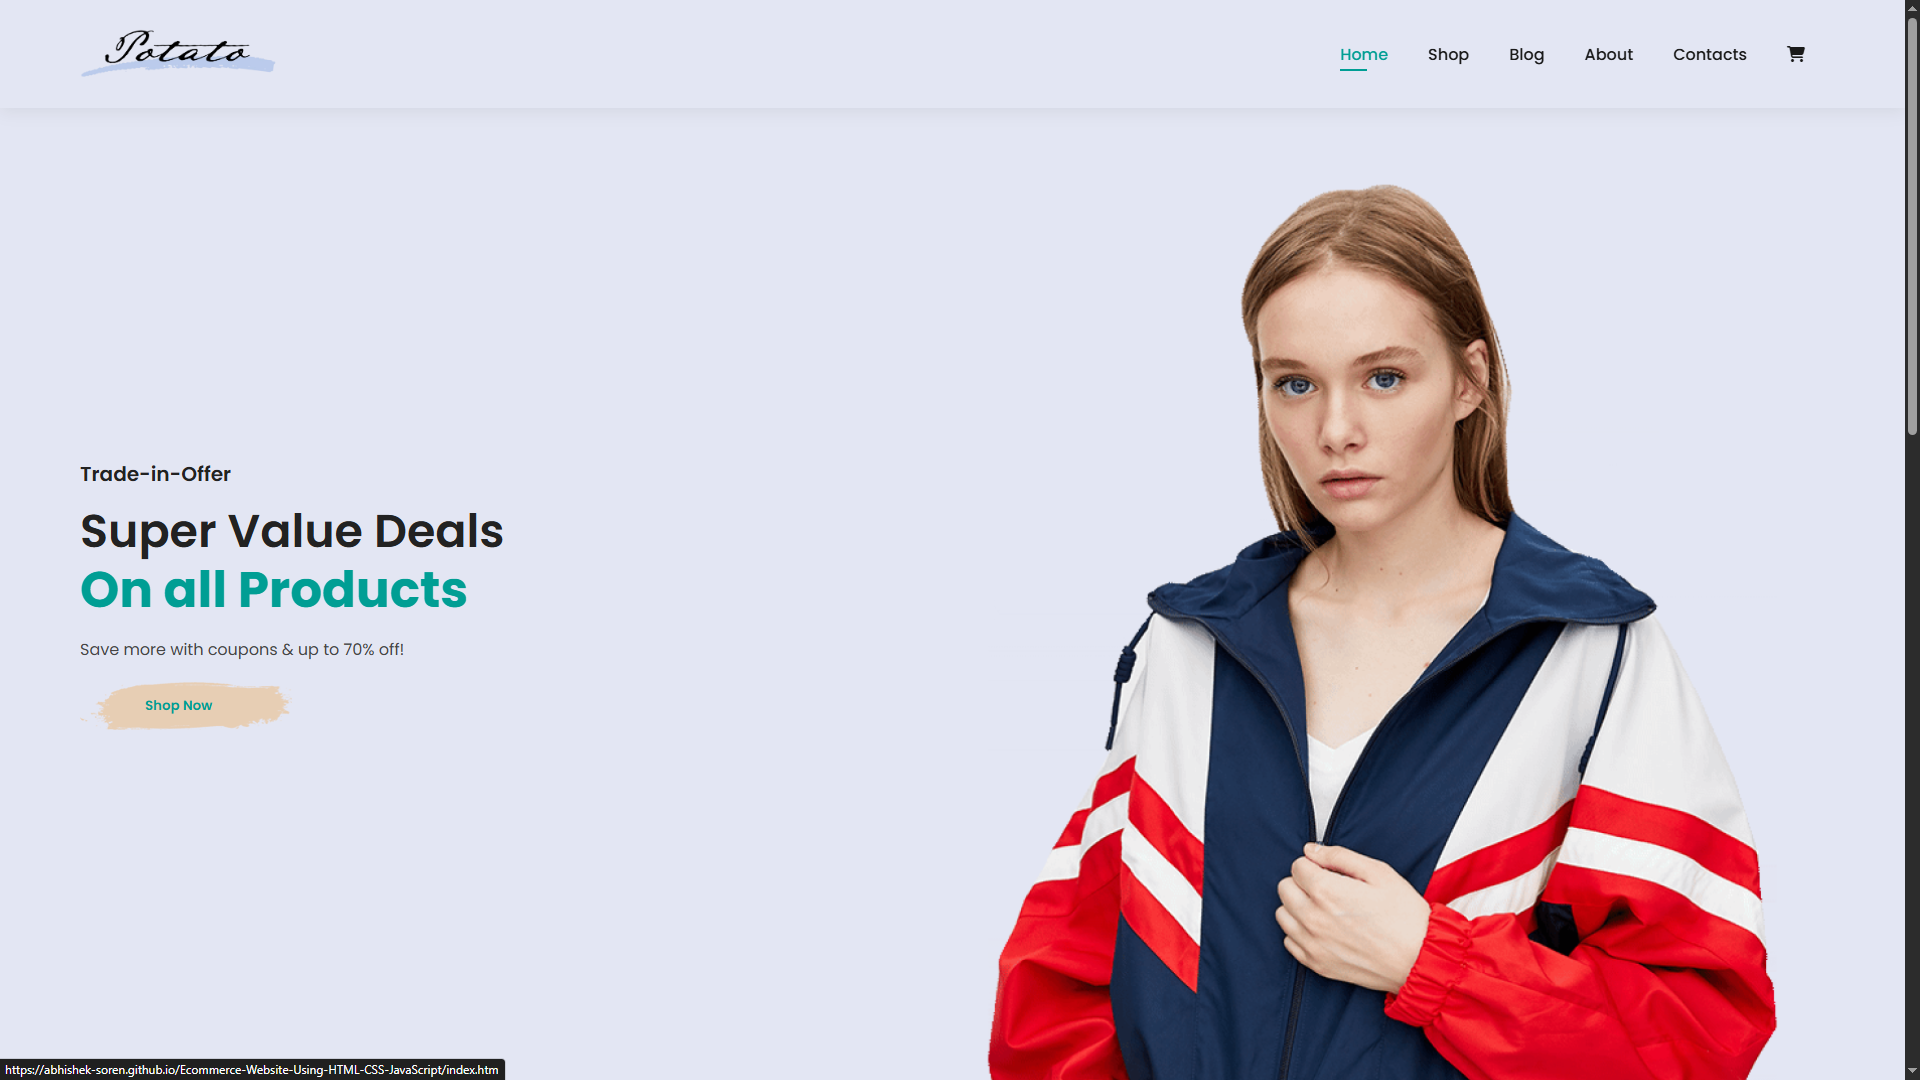 Potato
Home Shop Blog About Contacts
Trade-in-Offer
Super Value Deals
On all Products
Save more with coupons & up to 70% off!
Shop Now
https://abhishek-soren.github.io/Ecommerce-Website-Using-HTML-CSS-JavaScript/index.htm